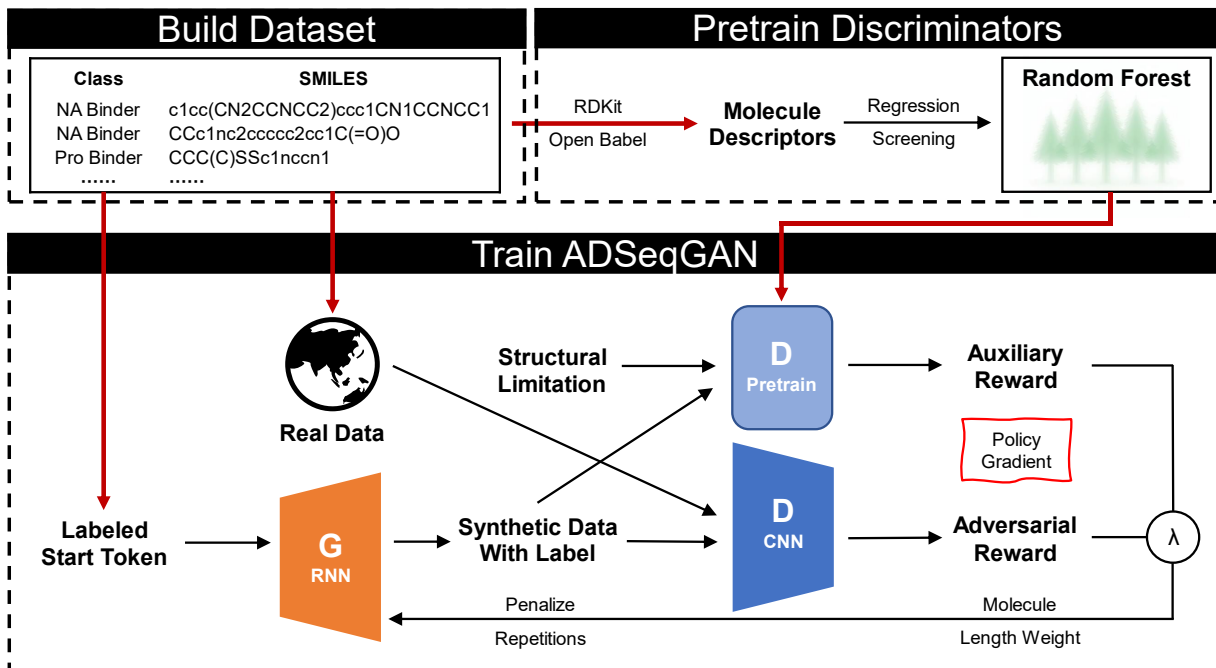 Build Dataset
Class SMILES
NA Binder c1cc(CN2CCNCC2)ccc1CN1CCNCC1
NA Binder CCc1nc2ccccc2cc1C(=O)O
Pro Binder CCC(C)SSc1nccn1
...... ......
Pretrain Discriminators
RDKit
Open Babel
Molecule
Descriptors
Regression
Screening
Random Forest
Train ADSeqGAN
Real Data
Structural
Limitation
D
Pretrain
Auxiliary
Reward
Policy
Gradient
Labeled
Start Token
G
RNN
Synthetic Data
With Label
D
CNN
Adversarial
Reward
λ
Penalize
Repetitions
Molecule
Length Weight